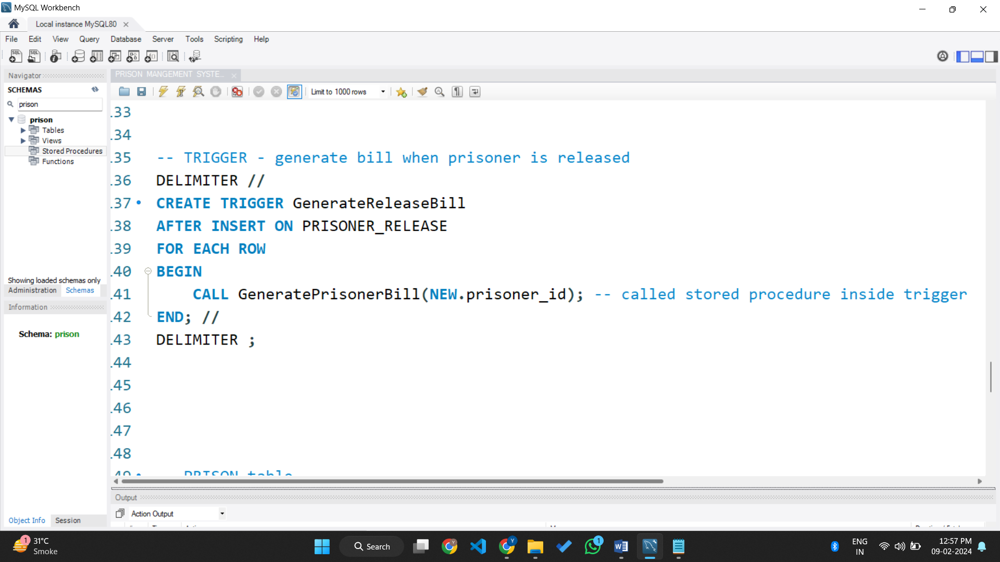 MySQL Workbench
Local instance MySQL80
File Edit View Query Database Server Tools Scripting Help
Navigator
PRISON MANGEMENT SYSTE...
SCHEMAS
Limit to 1000 rows
prison
prison
Tables
Views
Stored Procedures
Functions
Showing loaded schemas only
Administration Schemas
Information
Schema: prison
Object Info Session
33
34
35 -- TRIGGER - generate bill when prisoner is released
36 DELIMITER //
37 CREATE TRIGGER GenerateReleaseBill
38 AFTER INSERT ON PRISONER_RELEASE
39 FOR EACH ROW
40 BEGIN
41 CALL GeneratePrisonerBill(NEW.prisoner_id); -- called stored procedure inside trigger
42 END; //
43 DELIMITER ;
44
45
46
47
48
49 PRISON table
Output
Action Output
1 31°C
Smoke
Search
1
ENG
IN
12:57 PM
09-02-2024